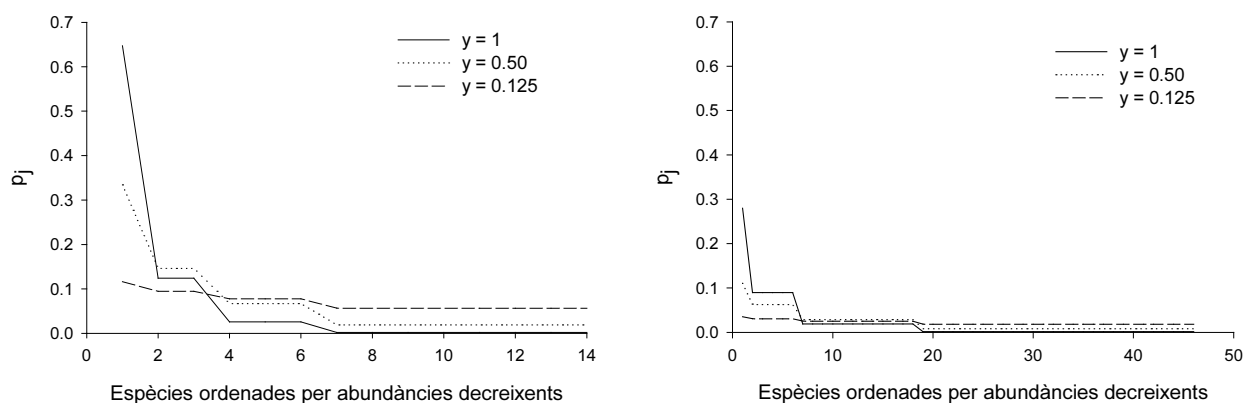 0.7
0.6
0.5
0.4
0.3
0.2
0.1
0.0
pj
y = 1
y = 0.50
y = 0.125
0 2 4 6 8 10 12 14
Espècies ordenades per abundàncies decreixents
0.7
0.6
0.5
0.4
0.3
0.2
0.1
0.0
pj
y = 1
y = 0.50
y = 0.125
0 10 20 30 40 50
Espècies ordenades per abundàncies decreixents